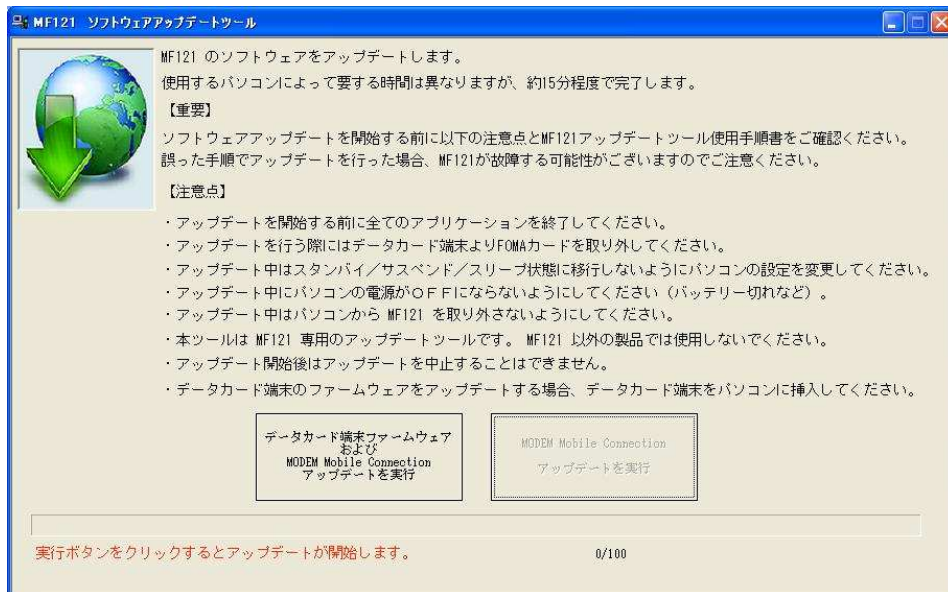 MF121 ソフトウェアアップデートツール
MF121 のソフトウェアをアップデートします。
使用するパソコンによって要する時間は異なりますが、約15分程度で完了します。
【重要】
ソフトウェアアップデートを開始する前に以下の注意点とMF121アップデートツール使用手順書をご確認ください。
誤った手順でアップデートを行った場合、MF121が故障する可能性がございますのでご注意ください。
【注意点】
・アップデートを開始する前に全てのアプリケーションを終了してください。
・アップデートを行う際にはデータカード端末よりFOMAカードを取り外してください。
・アップデート中はスタンバイ／サスペンド／スリープ状態に移行しないようにパソコンの設定を変更してください。
・アップデート中にパソコンの電源がＯＦＦにならないようにしてください（バッテリー切れなど）。
・アップデート中はパソコンから MF121 を取り外さないようにしてください。
・本ツールは MF121 専用のアップデートツールです。 MF121 以外の製品では使用しないでください。
・アップデート開始後はアップデートを中止することはできません。
・データカード端末のファームウェアをアップデートする場合、データカード端末をパソコンに挿入してください。
データカード端末ファームウェア
および
MODEM Mobile Connection
アップデートを実行
MODEM Mobile Connection
アップデートを実行
実行ボタンをクリックするとアップデートが開始します。
0/100